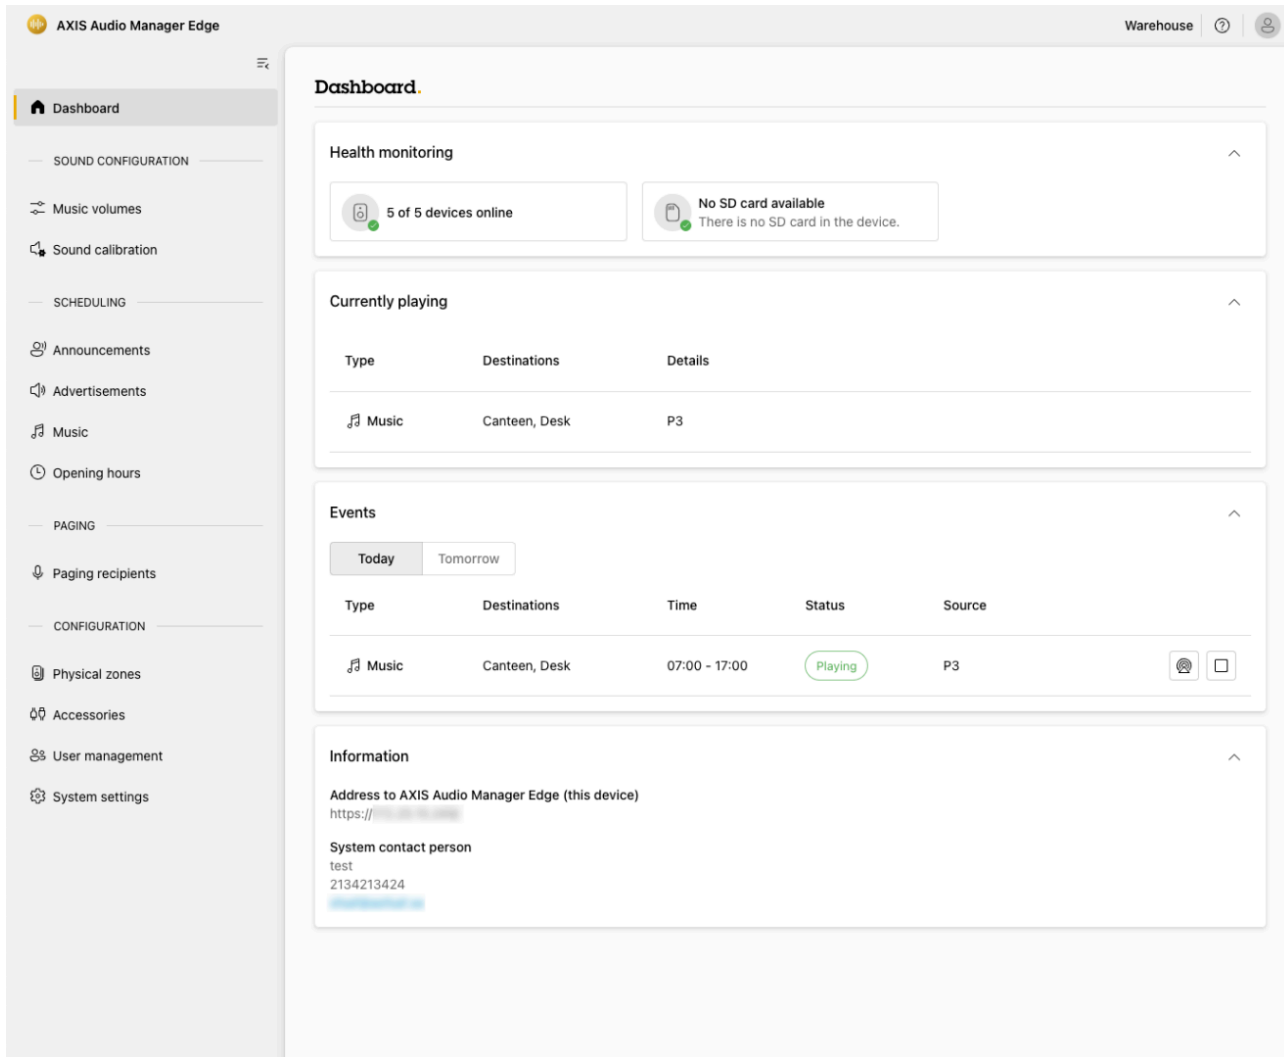 AXIS Audio Manager Edge
Warehouse
Dashboard
SOUND CONFIGURATION
Music volumes
Sound calibration
SCHEDULING
Announcements
Advertisements
Music
Opening hours
PAGING
Paging recipients
CONFIGURATION
Physical zones
Accessories
User management
System settings
Dashboard.
Health monitoring
5 of 5 devices online
No SD card available
There is no SD card in the device.
Currently playing
Type Destinations Details
Music Canteen, Desk P3
Events
Today Tomorrow
Type Destinations Time Status Source
Music Canteen, Desk 07:00 - 17:00 Playing P3
Information
Address to AXIS Audio Manager Edge (this device)
https://
System contact person
test
2134213424